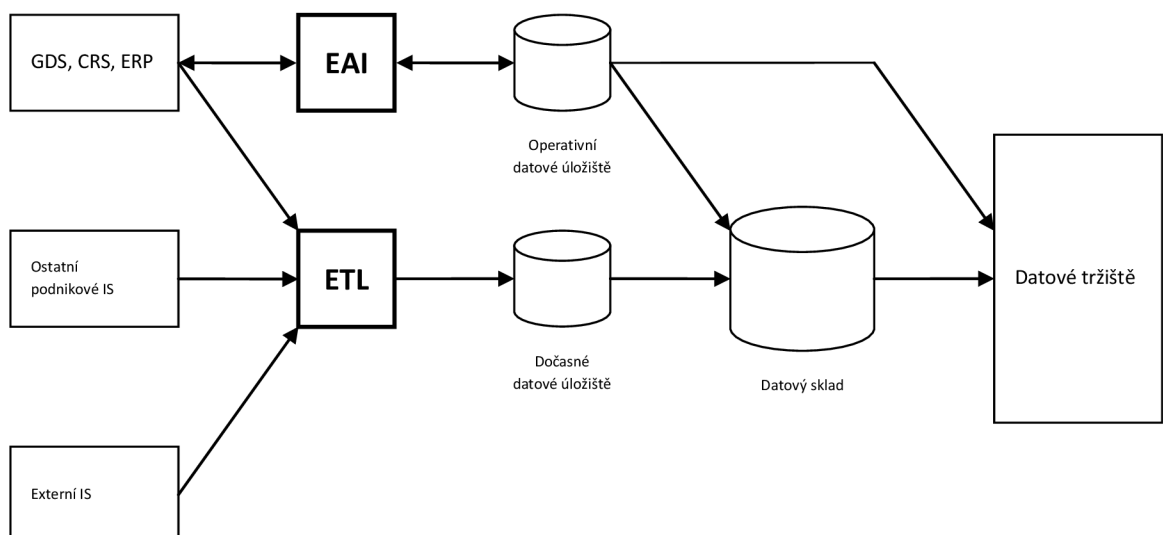 GDS, CRS, ERP
EAI
Operativní
datové úložiště
Ostatní
podnikové IS
ETL
Dočasné
datové úložiště
Datový sklad
Datové tržiště
Externí IS